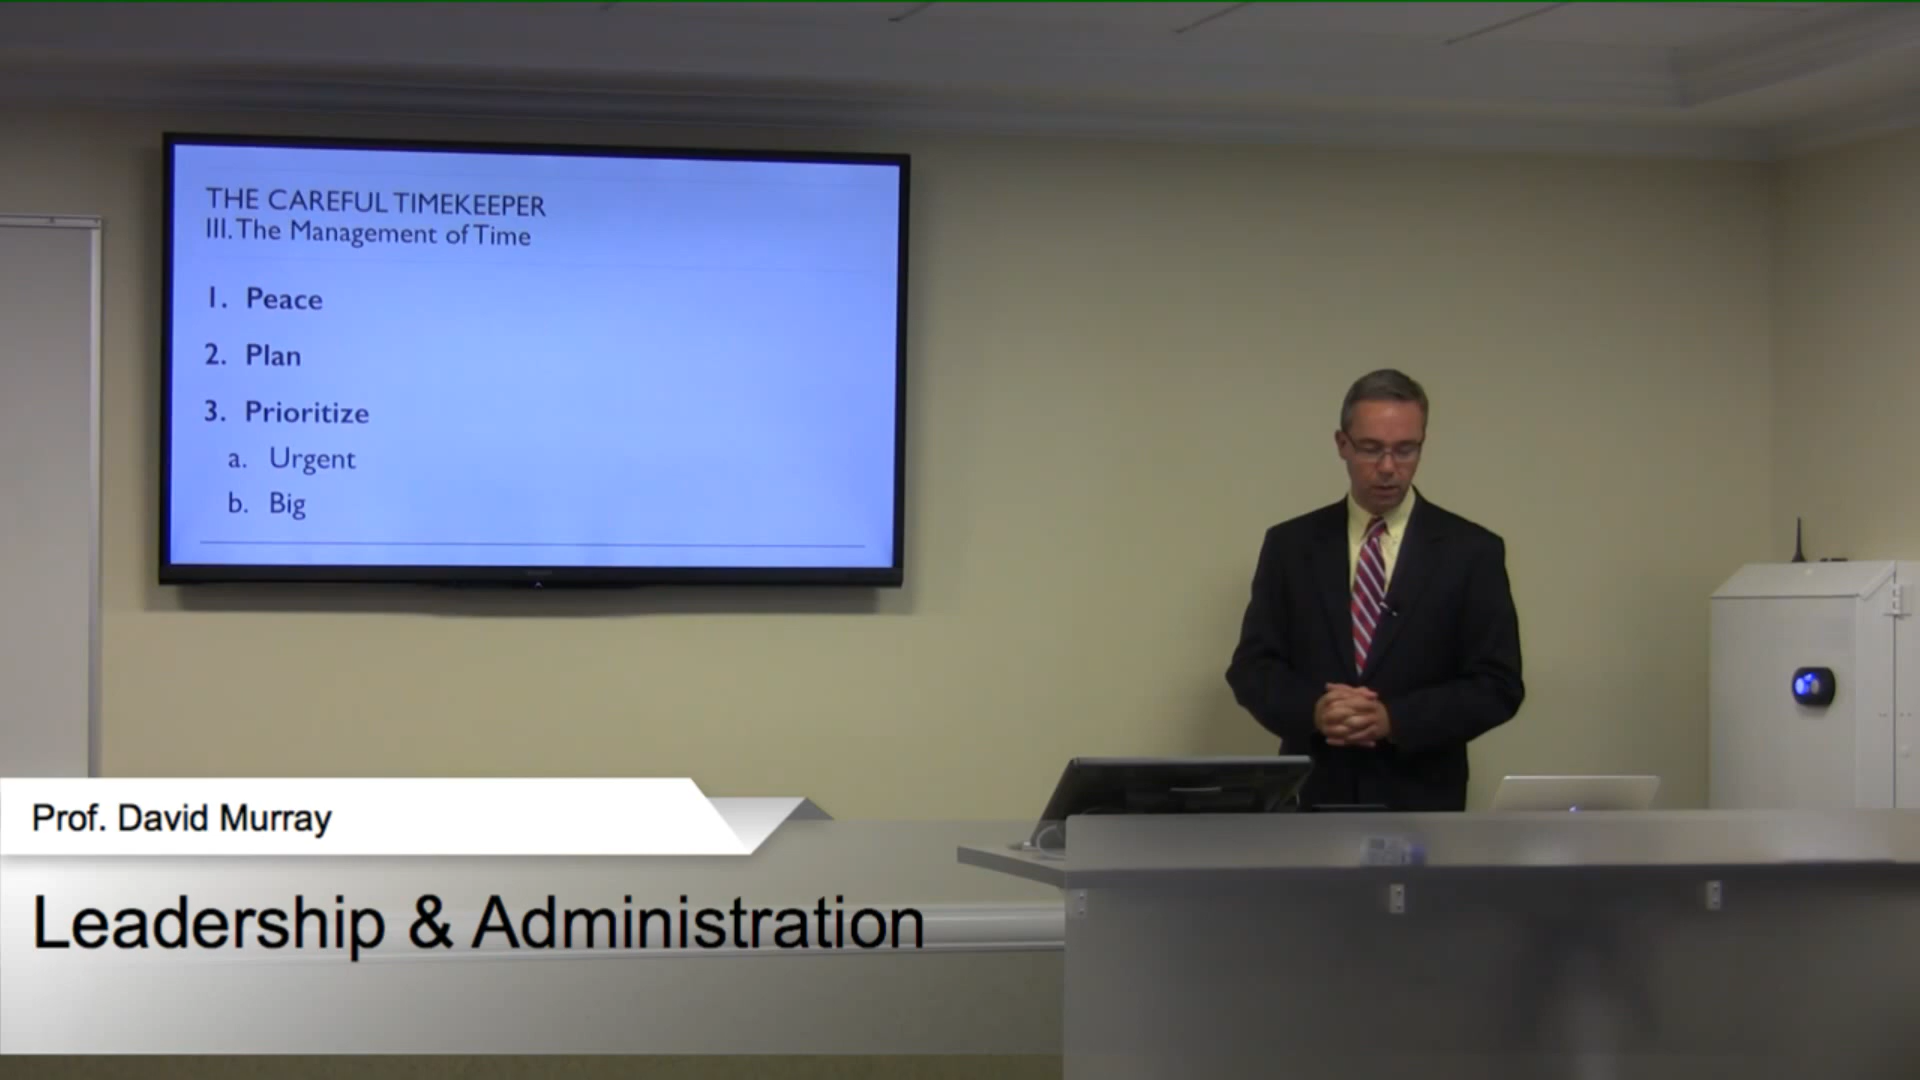 THE CAREFUL TIMEKEEPER
III. The Management of Time
1. Peace
2. Plan
3. Prioritize
a. Urgent
b. Big
Prof. David Murray
Leadership & Administration